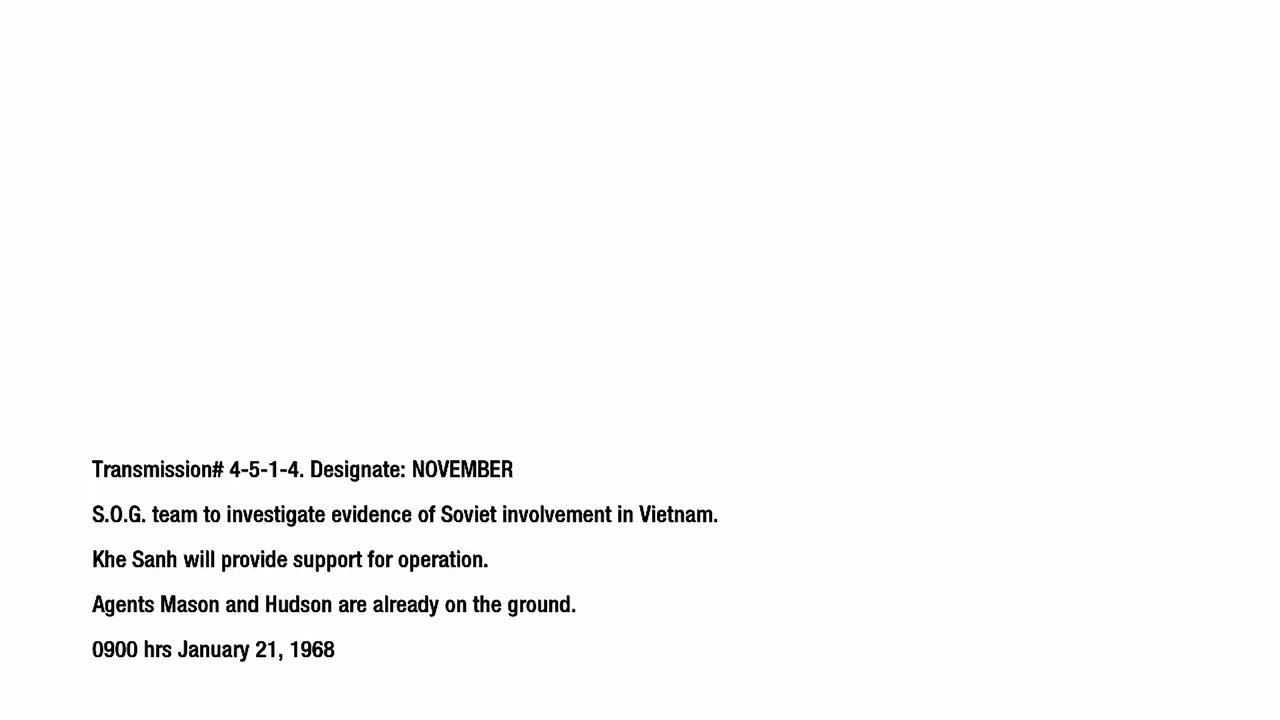 Transmission# 4-5-1-4. Designate: NOVEMBER
S.O.G. team to investigate evidence of Soviet involvement in Vietnam.
Khe Sanh will provide support for operation.
Agents Mason and Hudson are already on the ground.
0900 hrs January 21, 1968